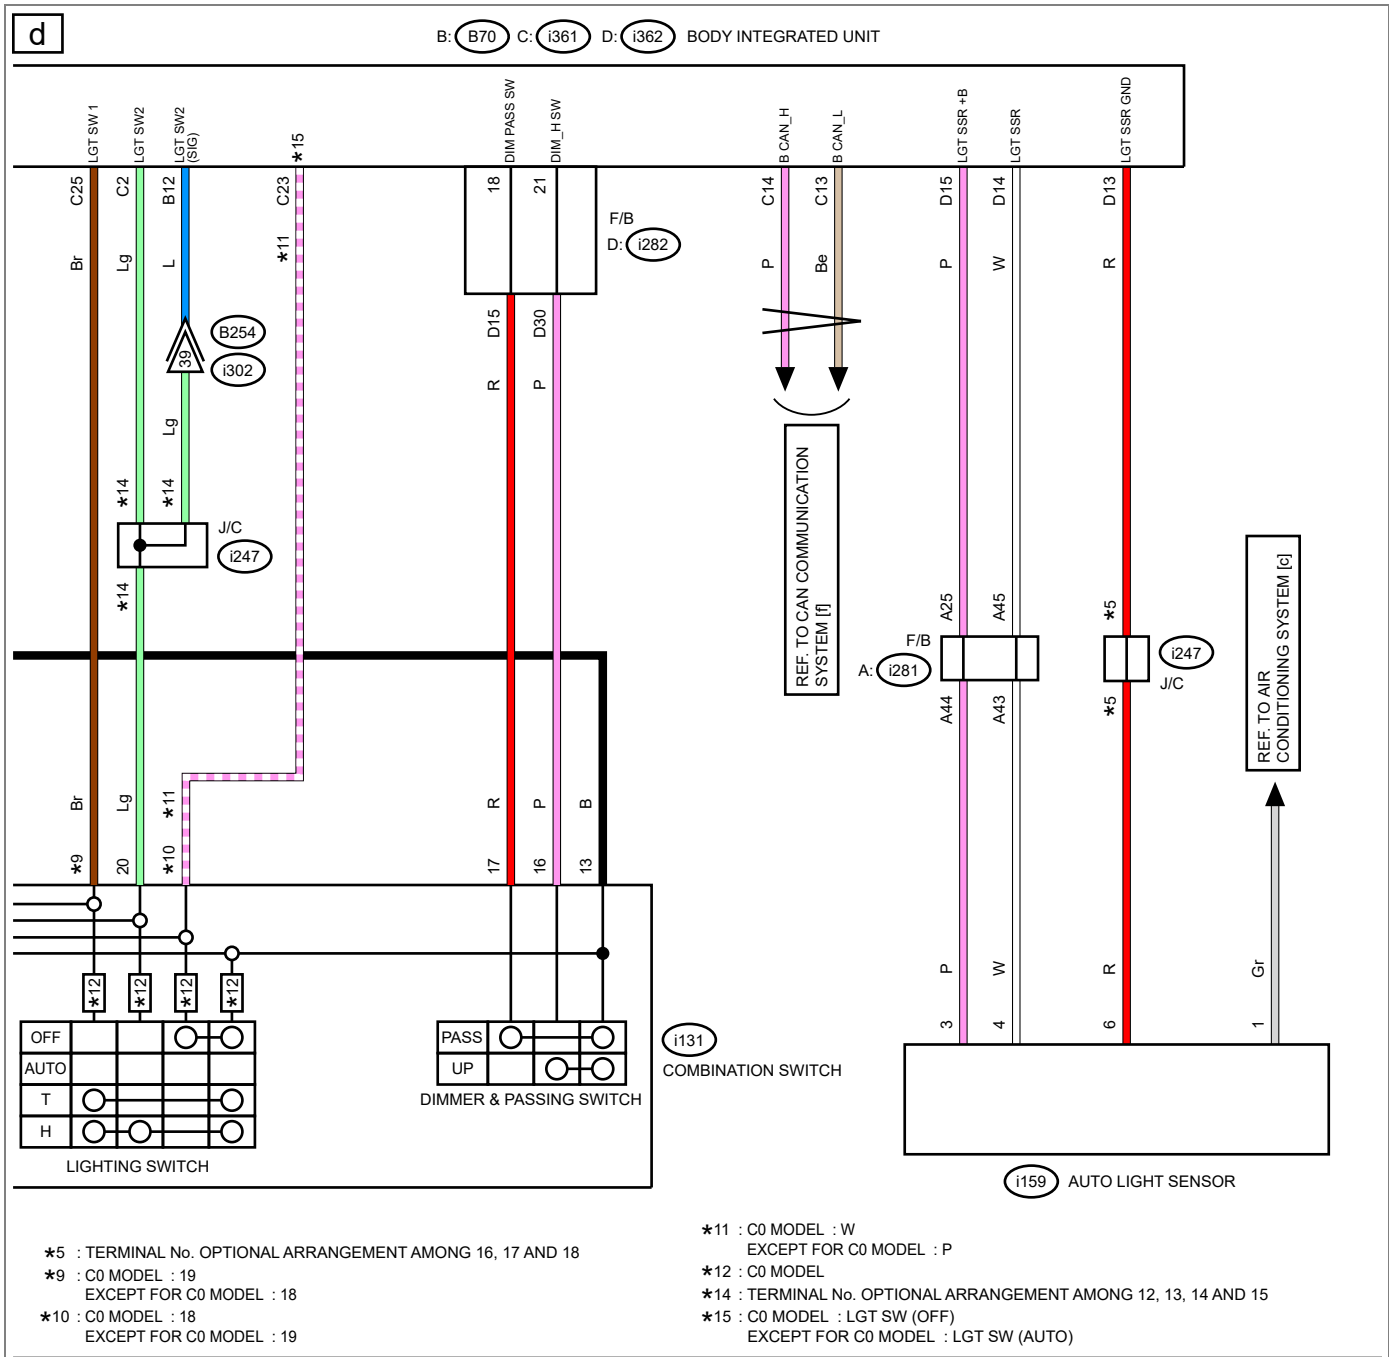 d
B: B70 C: i361 D: i362 BODY INTEGRATED UNIT
LGT SW 1
LGT SW2
LGT SW2
(SIG)
*15
DIM PASS SW
DIM_H SW
B CAN_H
B CAN_L
LGT SSR +B
LGT SSR
LGT SSR GND
C25
C2
B12
C23
18
21
C14
C13
D15
D14
D13
F/B
D: i282
Br
Lg
L
*11
P
Be
P
W
R
B254
39
i302
D15
D30
R
P
Lg
*14
*14
J/C
i247
*14
REF. TO CAN COMMUNICATION
SYSTEM [f]
REF. TO AIR
CONDITIONING SYSTEM [c]
A25
A45
*5
F/B
A: i281
i247
J/C
A44
A43
*5
Br
Lg
*11
R
P
B
*9
20
*10
17
16
13
P
W
R
Gr
*12
*12
*12
*12
3
4
6
1
OFF
AUTO
T
H
LIGHTING SWITCH
PASS
UP
DIMMER & PASSING SWITCH
i131
COMBINATION SWITCH
i159 AUTO LIGHT SENSOR
*5 : TERMINAL No. OPTIONAL ARRANGEMENT AMONG 16, 17 AND 18
*9 : C0 MODEL : 19
EXCEPT FOR C0 MODEL : 18
*10 : C0 MODEL : 18
EXCEPT FOR C0 MODEL : 19
*11 : C0 MODEL : W
EXCEPT FOR C0 MODEL : P
*12 : C0 MODEL
*14 : TERMINAL No. OPTIONAL ARRANGEMENT AMONG 12, 13, 14 AND 15
*15 : C0 MODEL : LGT SW (OFF)
EXCEPT FOR C0 MODEL : LGT SW (AUTO)